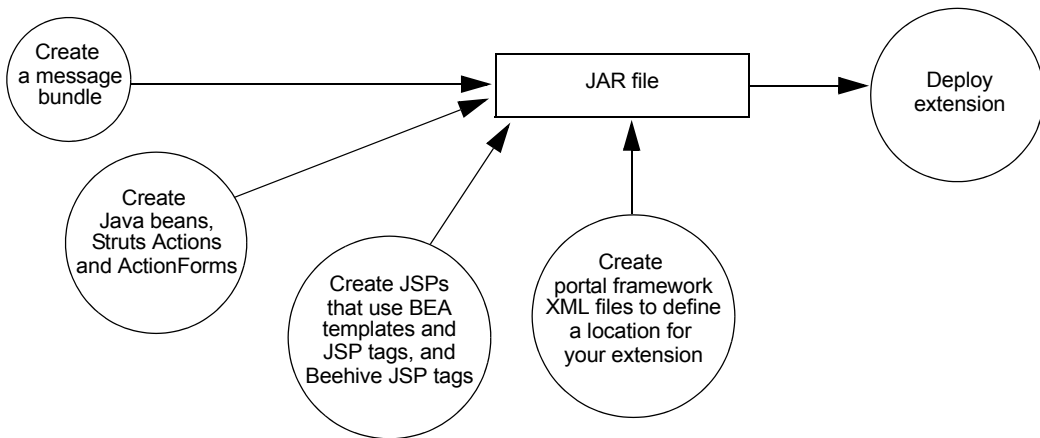 Create
a message
bundle
JAR file
Deploy
extension
Create
Java beans,
Struts Actions
and ActionForms
Create JSPs
that use BEA
templates and
JSP tags, and
Beehive JSP tags
Create
portal framework
XML files to define
a location for
your extension